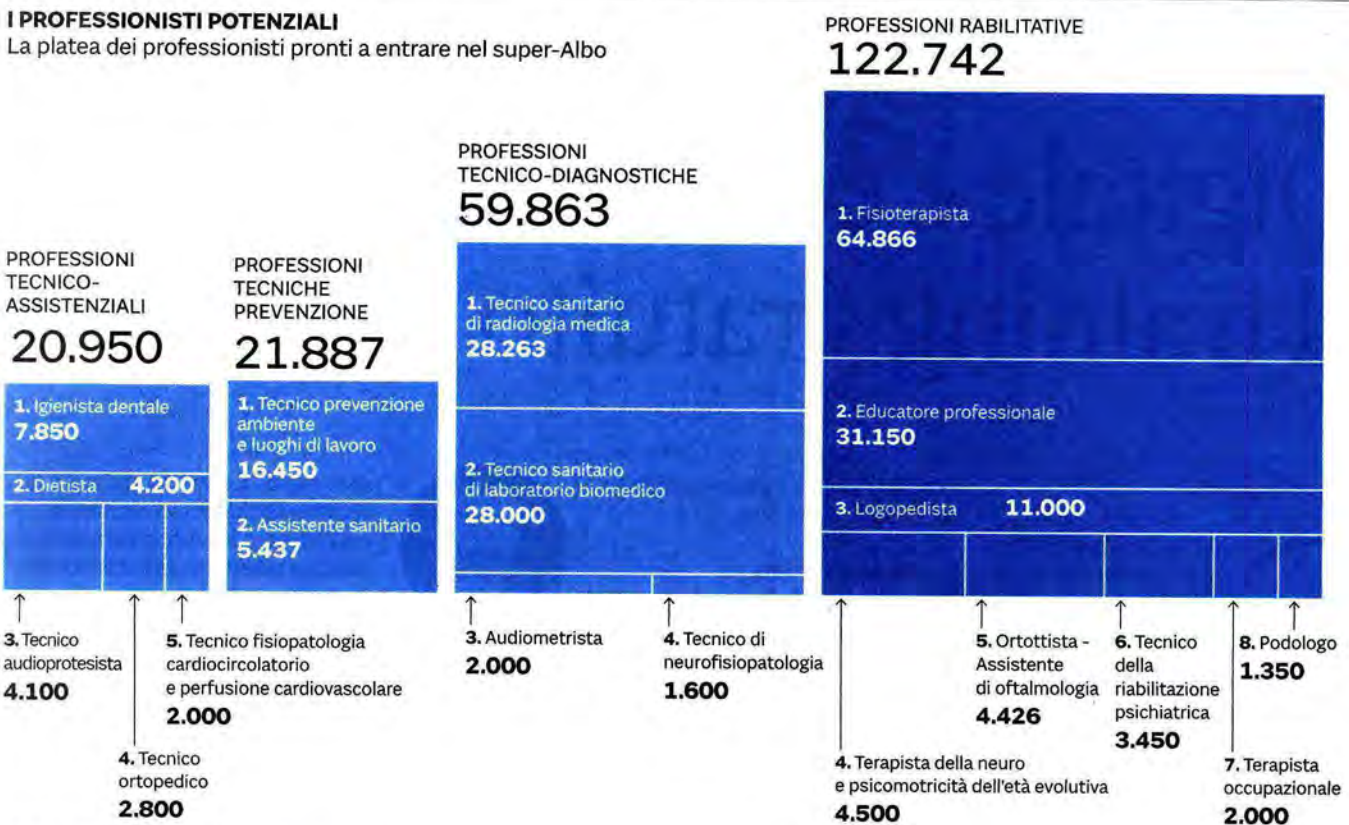 I PROFESSIONISTI POTENZIALI
La platea dei professionisti pronti a entrare nel super-Albo
PROFESSIONI
TECNICO-
ASSISTENZIALI
20.950
1. Igienista dentale
7.850
2. Dietista 4.200
3. Tecnico
audioprotesista
4.100
4. Tecnico
ortopedico
2.800
5. Tecnico fisiopatologia
cardiocircolatorio
e perfusione cardiovascolare
2.000
PROFESSIONI
TECNICHE
PREVENZIONE
21.887
1. Tecnico prevenzione
ambiente
e luoghi di lavoro
16.450
2. Assistente sanitario
5.437
PROFESSIONI
TECNICO-DIAGNOSTICHE
59.863
1. Tecnico sanitario
di radiologia medica
28.263
2. Tecnico sanitario
di laboratorio biomedico
28.000
3. Audiometrista
2.000
4. Tecnico di
neurofisiopatologia
1.600
PROFESSIONI RABILITATIVE
122.742
1. Fisioterapista
64.866
2. Educatore professionale
31.150
3. Logopedista 11.000
4. Terapista della neuro
e psicomotricità dell'età evolutiva
4.500
5. Ortottista -
Assistente
di oftalmologia
4.426
6. Tecnico
della
riabilitazione
psichiatrica
3.450
7. Terapista
occupazionale
2.000
8. Podologo
1.350